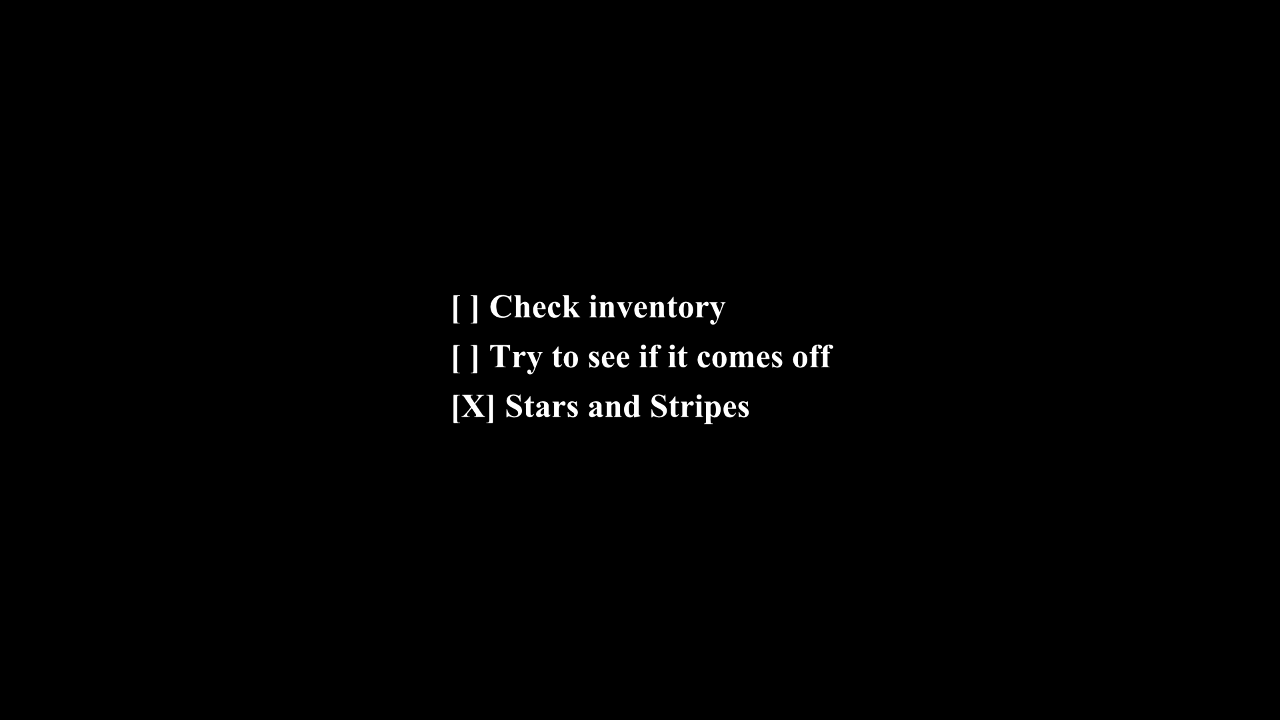 [ ] Check inventory
[ ] Try to see if it comes off
[X] Stars and Stripes